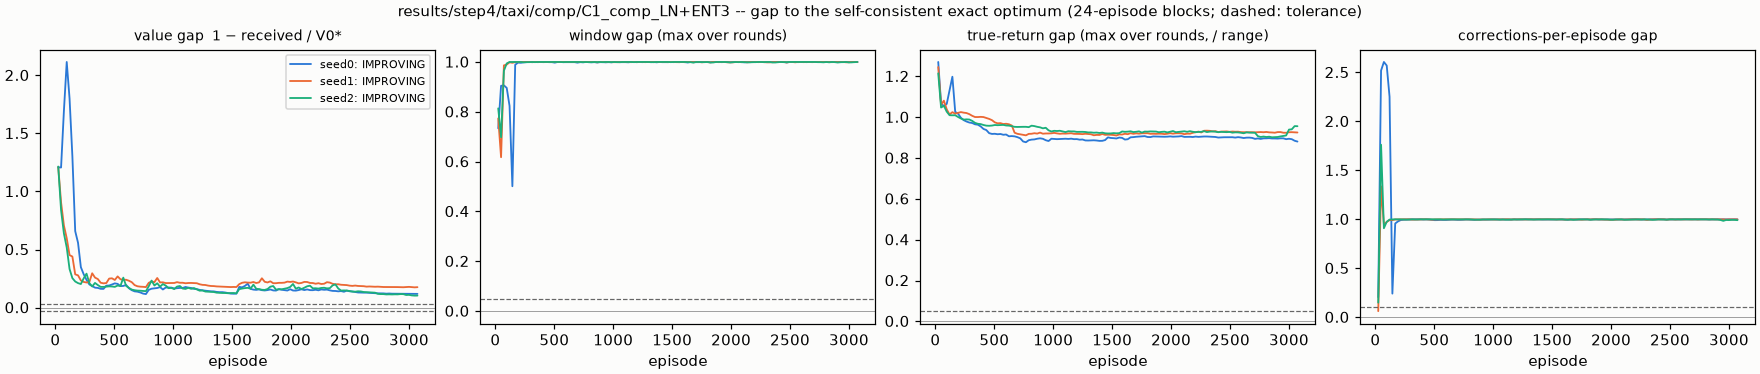 results/step4/taxi/comp/C1_comp_LN+ENT3 -- gap to the self-consistent exact optimum (24-episode blocks; dashed: tolerance)
value gap  1 − received / V0*
2.0
1.5
1.0
0.5
0.0
seed0: IMPROVING
seed1: IMPROVING
seed2: IMPROVING
0 500 1000 1500 2000 2500 3000
episode
window gap (max over rounds)
1.0
0.8
0.6
0.4
0.2
0.0
0 500 1000 1500 2000 2500 3000
episode
true-return gap (max over rounds, / range)
1.2
1.0
0.8
0.6
0.4
0.2
0.0
0 500 1000 1500 2000 2500 3000
episode
corrections-per-episode gap
2.5
2.0
1.5
1.0
0.5
0.0
0 500 1000 1500 2000 2500 3000
episode